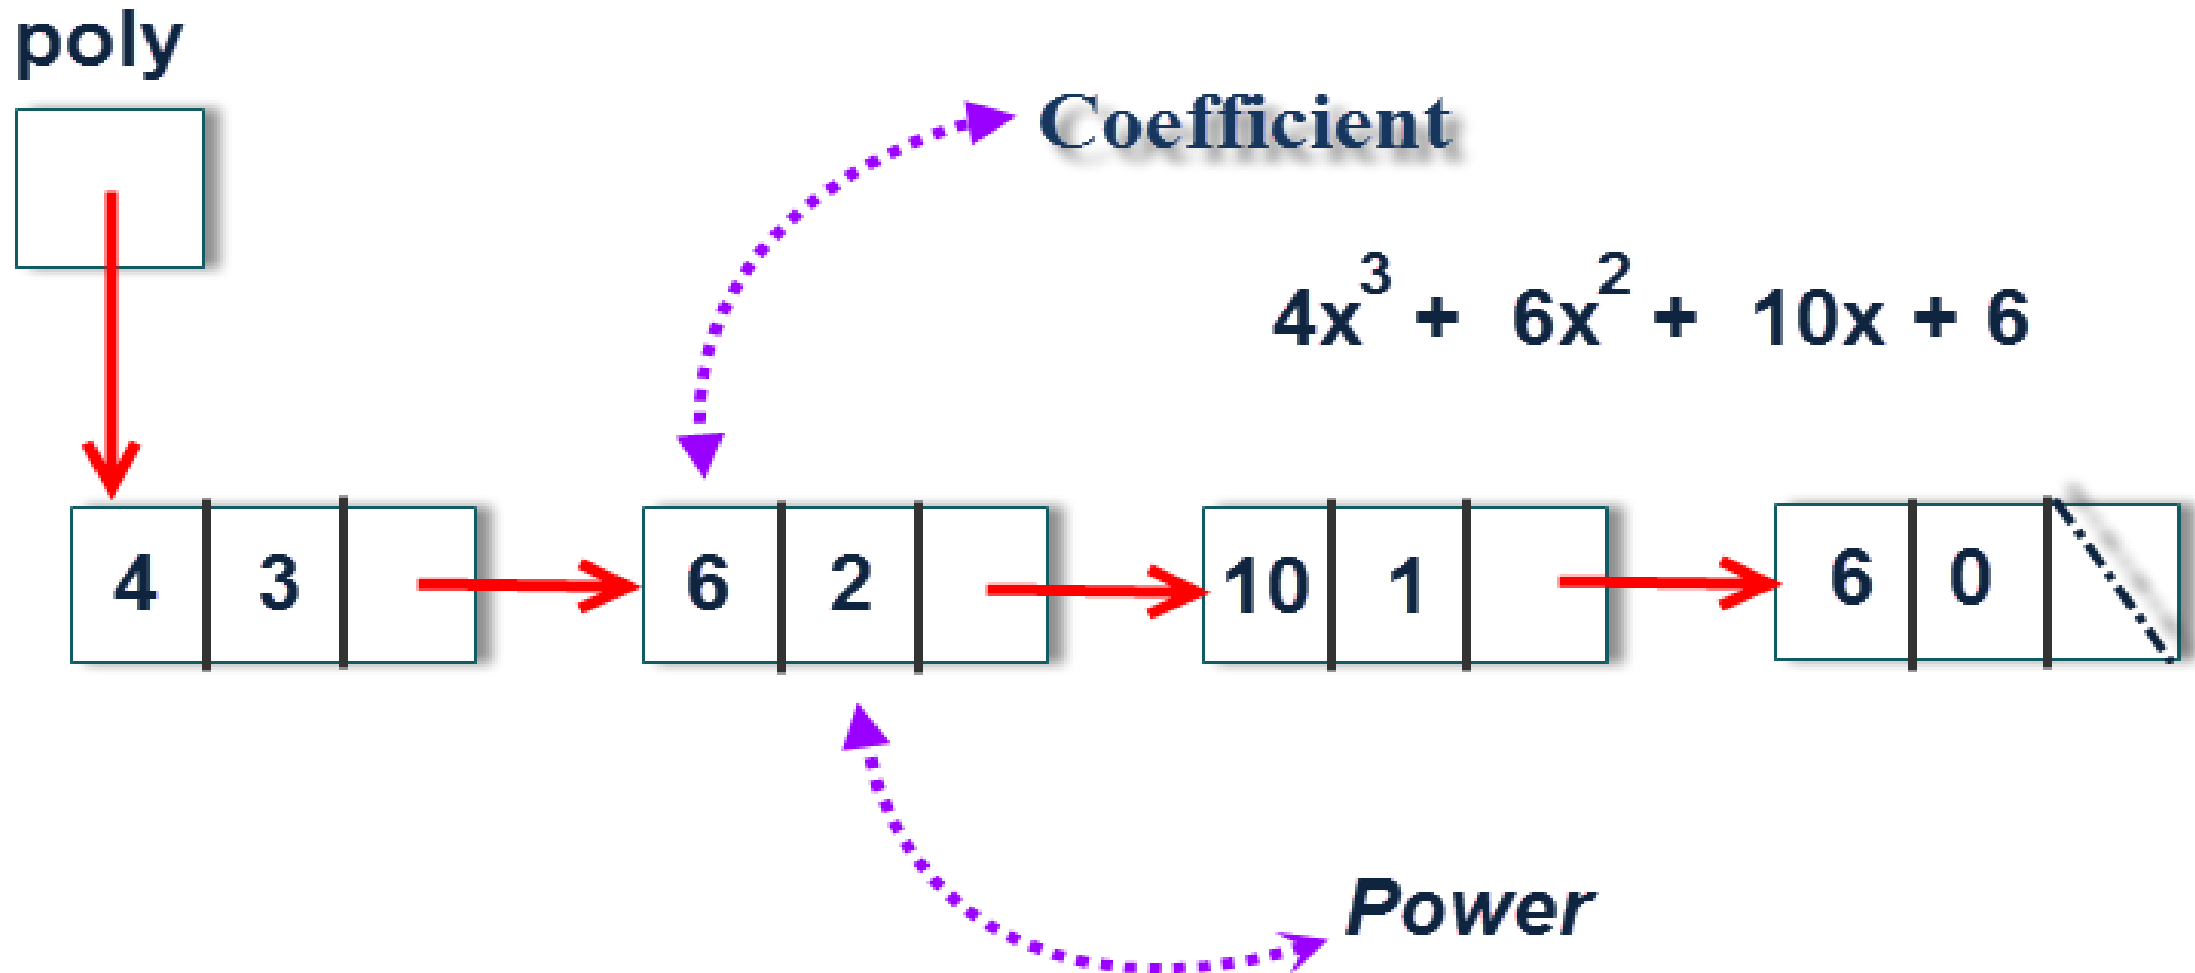 poly
Coefficient
4x³ + 6x² + 10x + 6
4 3
6 2
10 1
6 0
Power